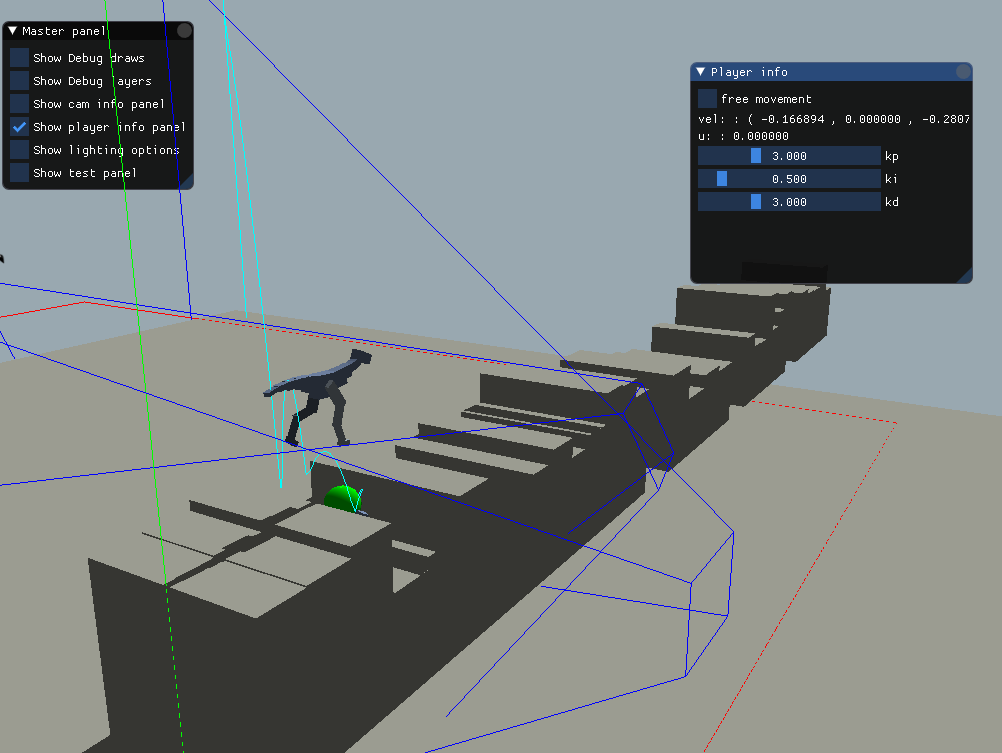 Master panel
Show Debug draws
Show Debug layers
Show cam info panel
Show player info panel
Show lighting options
Show test panel
Player info
free movement
vel: : ( -0.166894 , 0.000000 , -0.2807
u: : 0.000000
3.000 kp
0.500 ki
3.000 kd